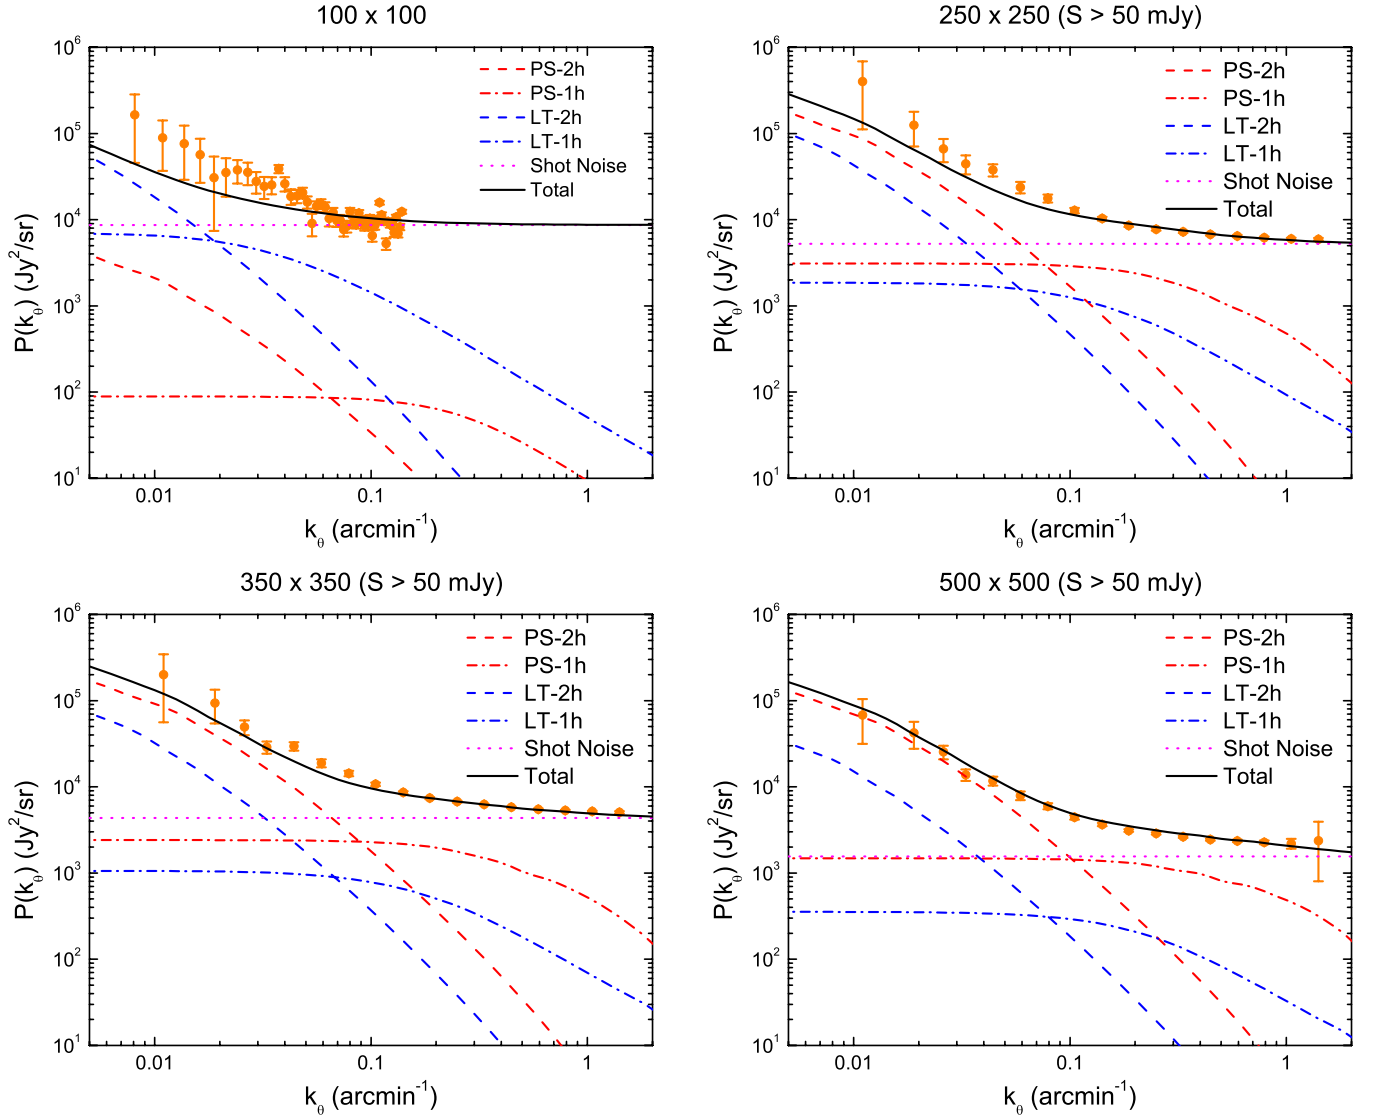 100 x 100
10^6
10^5
10^4
10^3
10^2
10^1
P(k_θ) (Jy^2/sr)
PS-2h
PS-1h
LT-2h
LT-1h
Shot Noise
Total
0.01 0.1 1
k_θ (arcmin^-1)
250 x 250 (S > 50 mJy)
10^6
10^5
10^4
10^3
10^2
10^1
P(k_θ) (Jy^2/sr)
PS-2h
PS-1h
LT-2h
LT-1h
Shot Noise
Total
0.01 0.1 1
k_θ (arcmin^-1)
350 x 350 (S > 50 mJy)
10^6
10^5
10^4
10^3
10^2
10^1
P(k_θ) (Jy^2/sr)
PS-2h
PS-1h
LT-2h
LT-1h
Shot Noise
Total
0.01 0.1 1
k_θ (arcmin^-1)
500 x 500 (S > 50 mJy)
10^6
10^5
10^4
10^3
10^2
10^1
P(k_θ) (Jy^2/sr)
PS-2h
PS-1h
LT-2h
LT-1h
Shot Noise
Total
0.01 0.1 1
k_θ (arcmin^-1)